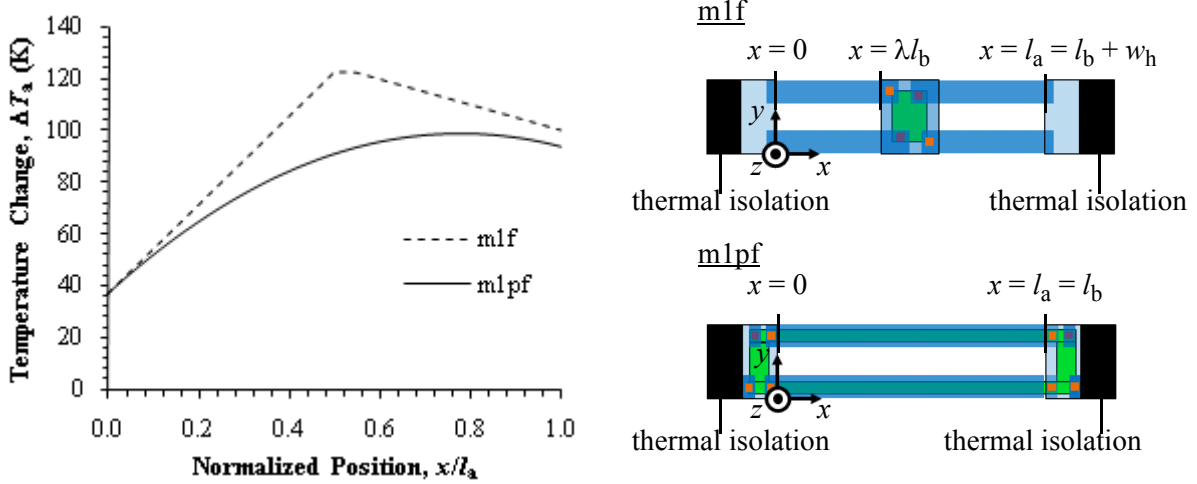 Temperature Change, ΔTa (K)
140
120
100
80
60
40
20
0
m1f
m1pf
0.0 0.2 0.4 0.6 0.8 1.0
Normalized Position, x/la
m1f
x = 0 x = λlb x = la = lb + wh
y
z x
thermal isolation thermal isolation
m1pf
x = 0 x = la = lb
y
z x
thermal isolation thermal isolation